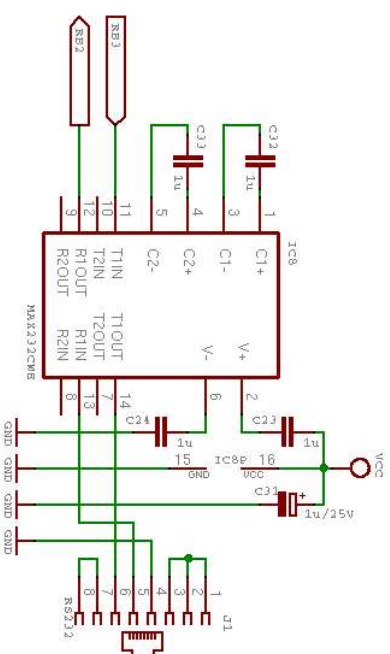 RB2
RB3
C33
1u
C32
1u
9
12
10
11
5
4
3
1
IC8
R2OUT
R1OUT
T2IN
T1IN
C2-
C2+
C1-
C1+
R2IN
R1IN
T2OUT
T1OUT
V-
V+
MAX232CWE
8
13
7
14
6
2
C24
1u
C23
1u
GND
GND
GND
GND
15
GND
IC8P
16
VCC
VCC
C31
+
1u/25V
8
7
6
5
4
3
2
1
RS232
J1